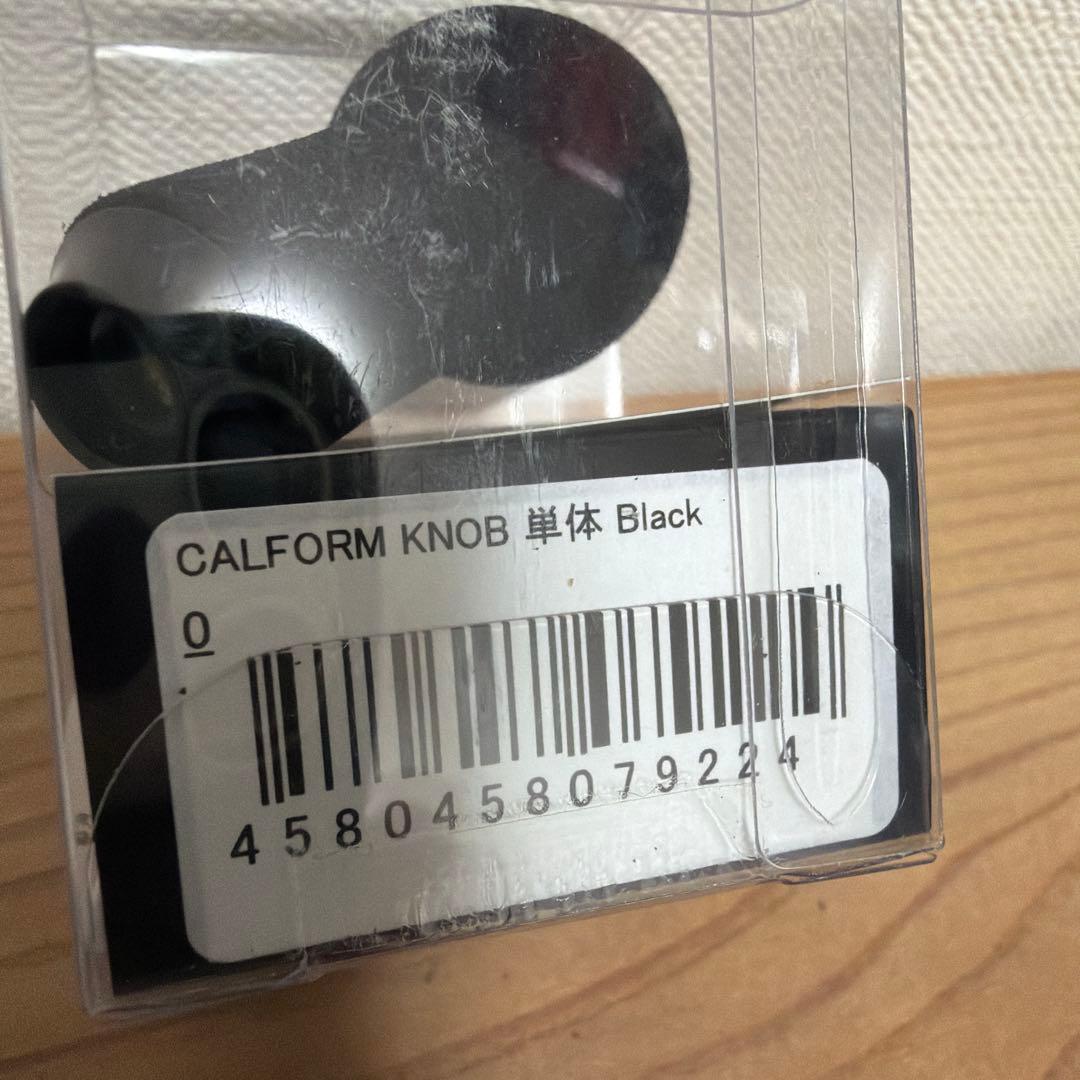 CALFORM KNOB 単体 Black
0
4580458079224